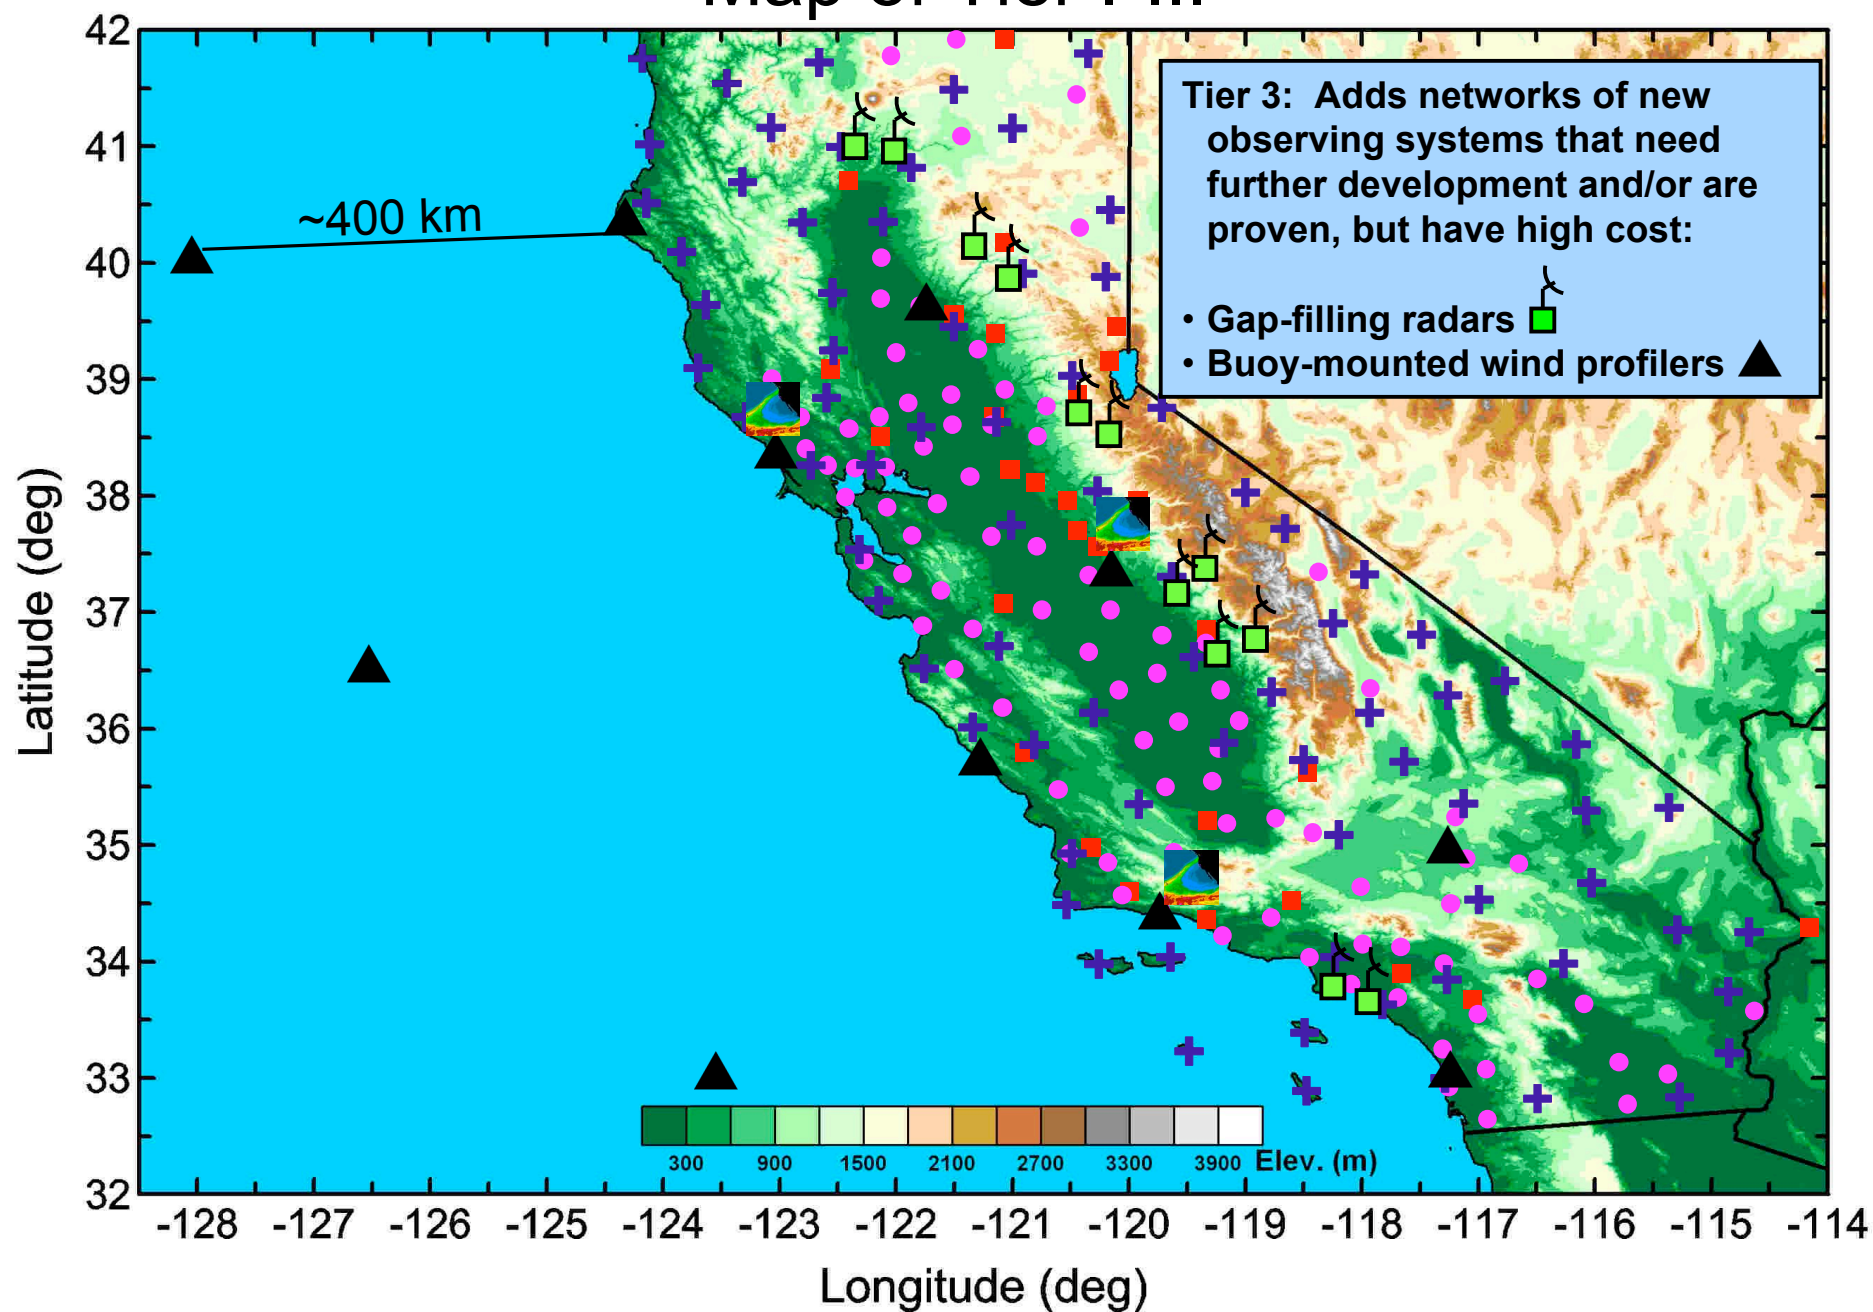 42
41
40
39
38
37
36
35
34
33
32
Latitude (deg)
~400 km
Tier 3: Adds networks of new
observing systems that need
further development and/or are
proven, but have high cost:
• Gap-filling radars
• Buoy-mounted wind profilers
300 900 1500 2100 2700 3300 3900 Elev. (m)
-128 -127 -126 -125 -124 -123 -122 -121 -120 -119 -118 -117 -116 -115 -114
Longitude (deg)